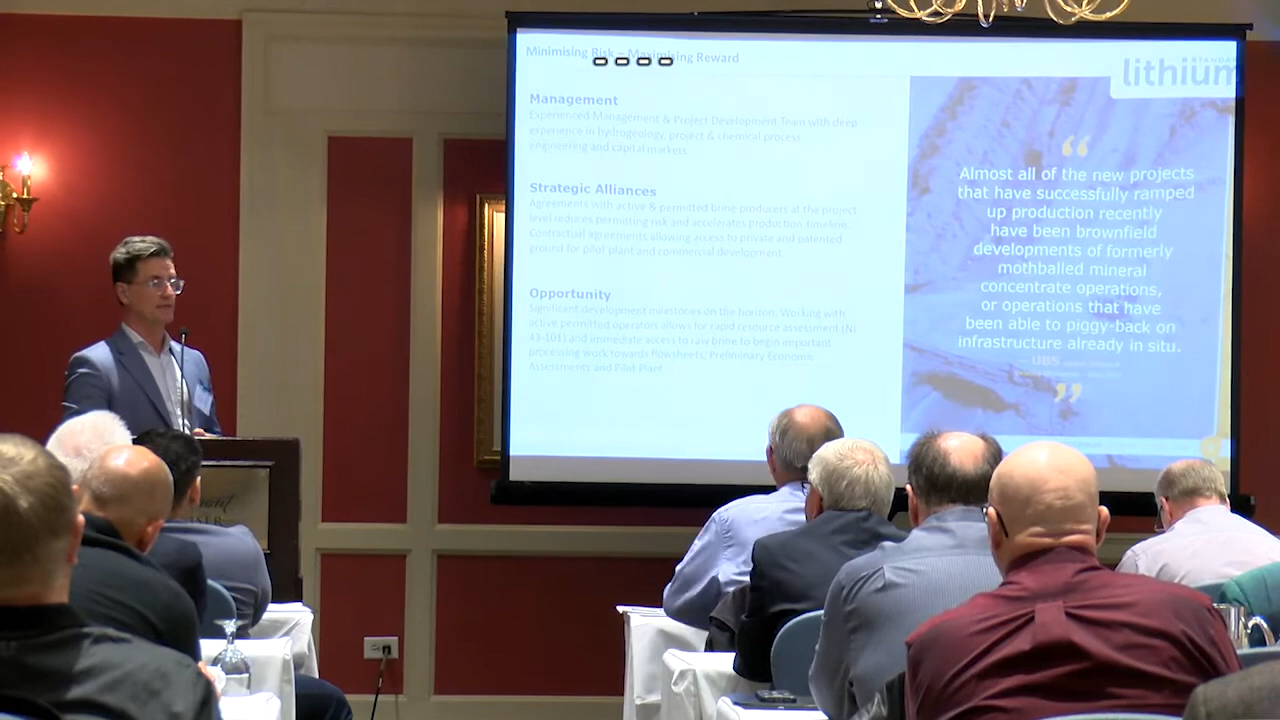 Minimising Risk – Maximising Reward
STANDA
lithium
Management
Experienced Management & Project Development Team with deep
experience in hydrogeology, project & chemical process
engineering and capital markets.
Strategic Alliances
Agreements with active & permitted brine producers at the project
level reduces permitting risk and accelerates production timeline.
Contractual agreements allowing access to private and patented
ground for pilot plant and commercial development.
Opportunity
Significant development milestones on the horizon. Working with
active permitted operators allows for rapid resource assessment (NI
43-101) and immediate access to raw brine to begin important
processing work towards flowsheets, Preliminary Economic
Assessments and Pilot Plant.
“
Almost all of the new projects
that have successfully ramped
up production recently
have been brownfield
developments of formerly
mothballed mineral
concentrate operations,
or operations that have
been able to piggy-back on
infrastructure already in situ.
– UBS
”